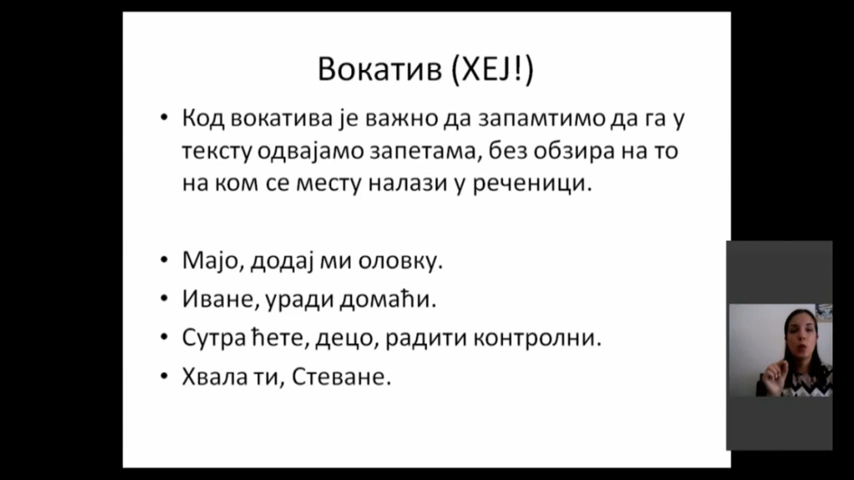 Вокатив (ХЕЈ!)
• Код вокатива је важно да запамтимо да га у
тексту одвајамо запетама, без обзира на то
на ком се месту налази у реченици.
• Мајо, додај ми оловку.
• Иване, уради домаћи.
• Сутра ћете, децо, радити контролни.
• Хвала ти, Стеване.